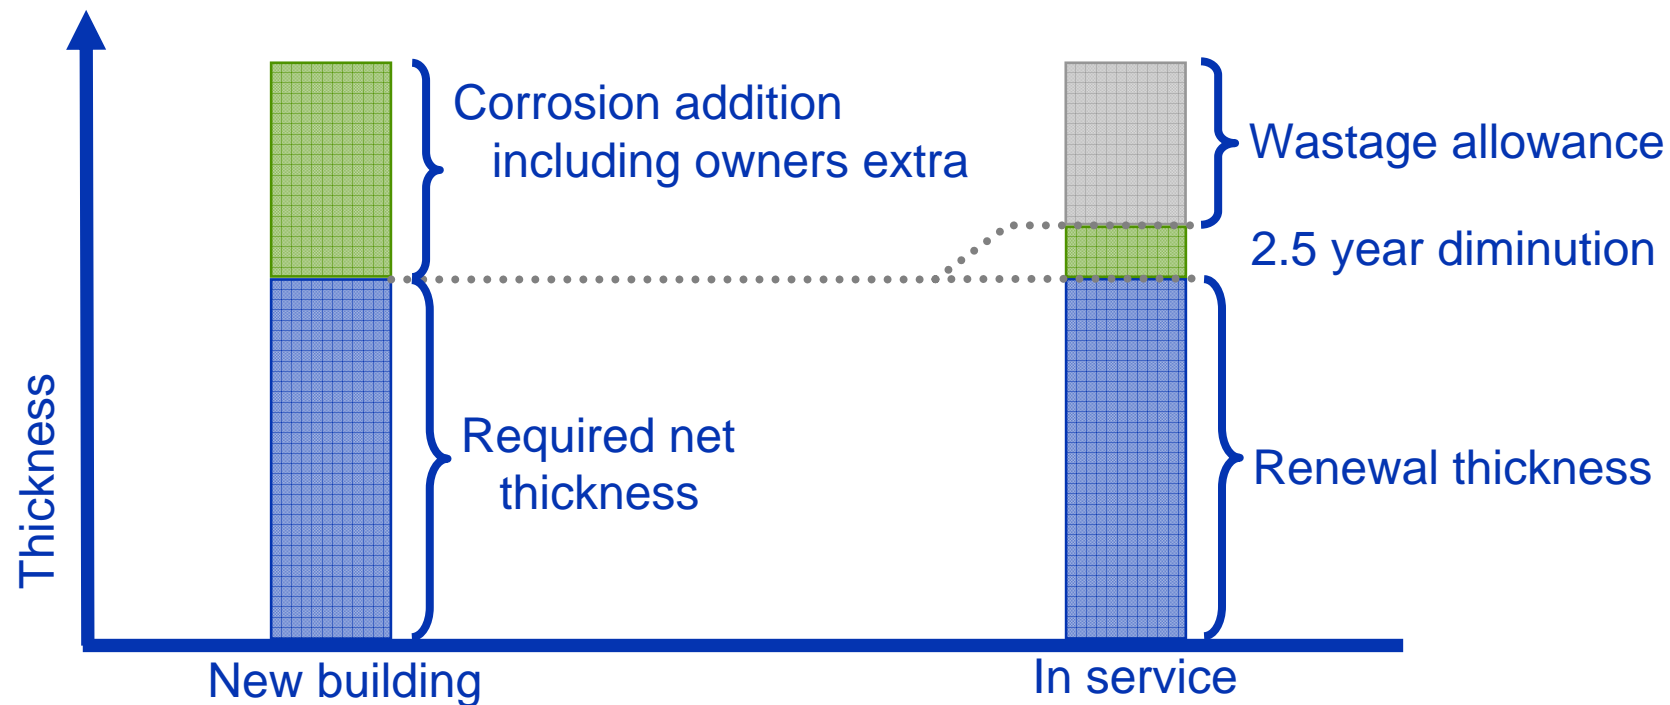 Thickness
Corrosion addition
including owners extra
Required net
thickness
Wastage allowance
2.5 year diminution
Renewal thickness
New building
In service